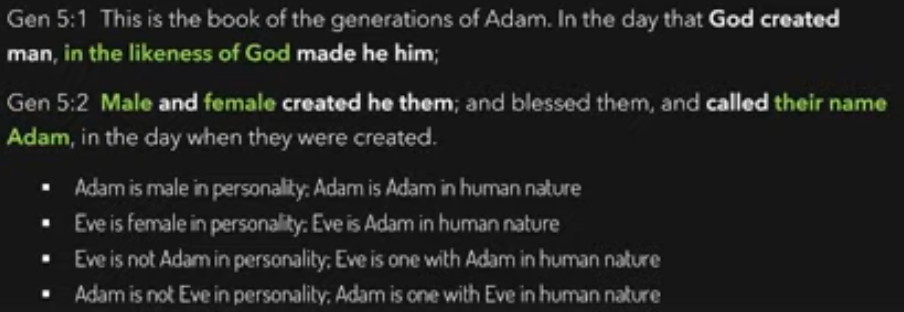 Gen 5:1 This is the book of the generations of Adam. In the day that God created
man, in the likeness of God made he him;
Gen 5:2 Male and female created he them; and blessed them, and called their name
Adam, in the day when they were created.
▪ Adam is male in personality; Adam is Adam in human nature
▪ Eve is female in personality; Eve is Adam in human nature
▪ Eve is not Adam in personality; Eve is one with Adam in human nature
▪ Adam is not Eve in personality; Adam is one with Eve in human nature